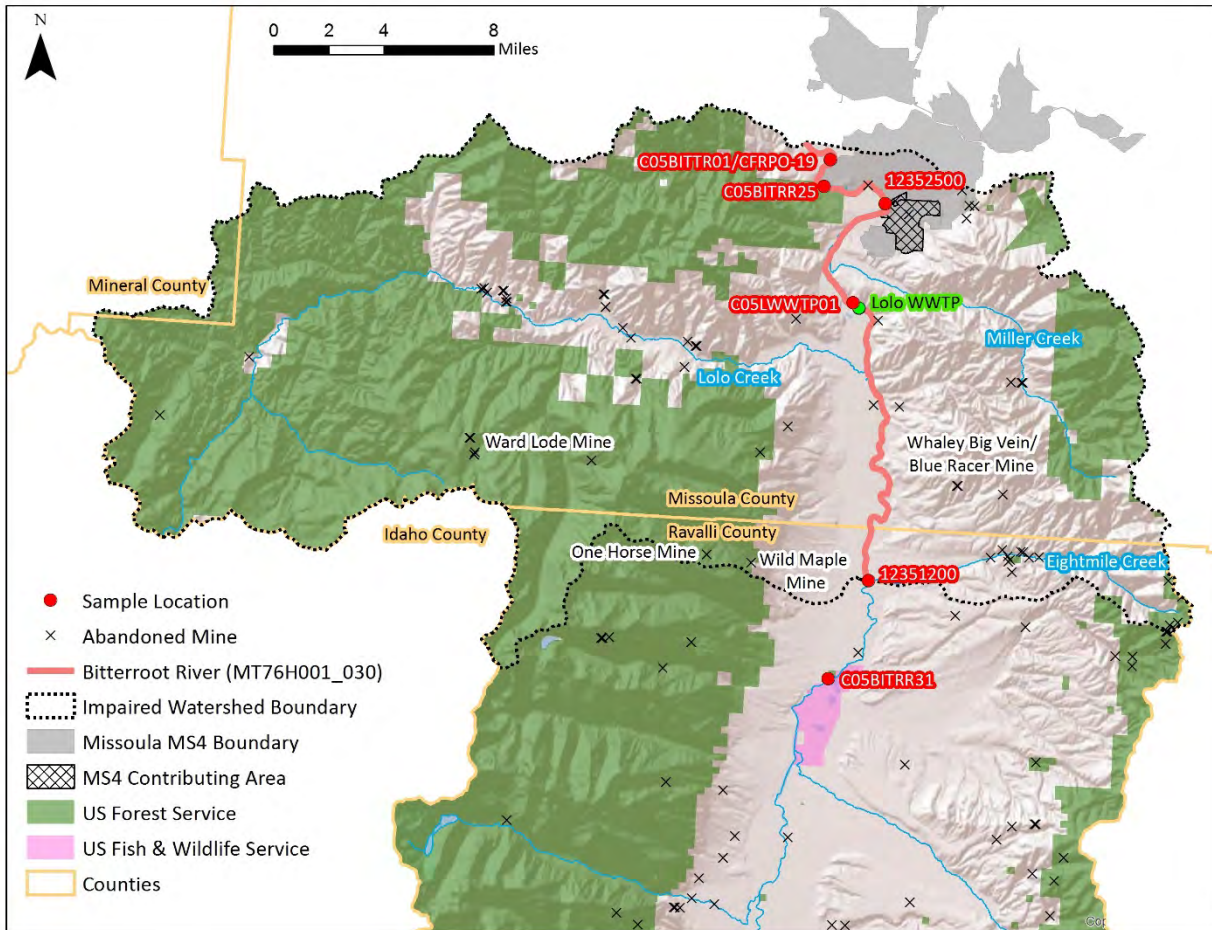 N
0 2 4 8
Miles
C05BITTR01/CFRPO-19
C05BITRR25
12352500
Mineral County
C05LWWTP01
Lolo WWTP
Miller Creek
Lolo Creek
Ward Lode Mine
Whaley Big Vein/
Blue Racer Mine
Missoula County
Idaho County
Ravalli County
One Horse Mine
Wild Maple
Mine
Eightmile Creek
12351200
C05BITRR31
Sample Location
Abandoned Mine
Bitterroot River (MT76H001_030)
Impaired Watershed Boundary
Missoula MS4 Boundary
MS4 Contributing Area
US Forest Service
US Fish & Wildlife Service
Counties